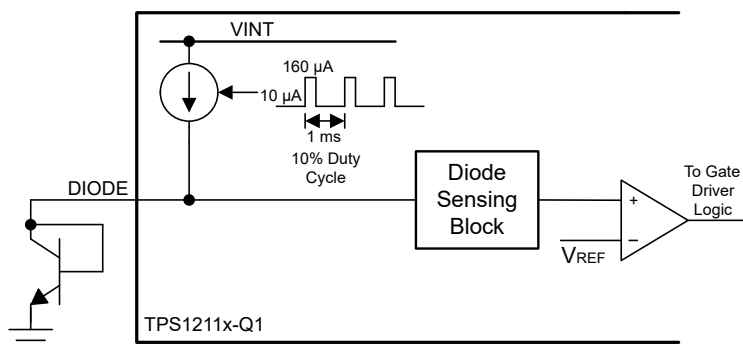 VINT
160 µA
10 µA
1 ms
10% Duty
Cycle
DIODE
Diode
Sensing
Block
+
−
VREF
To Gate
Driver
Logic
TPS1211x-Q1